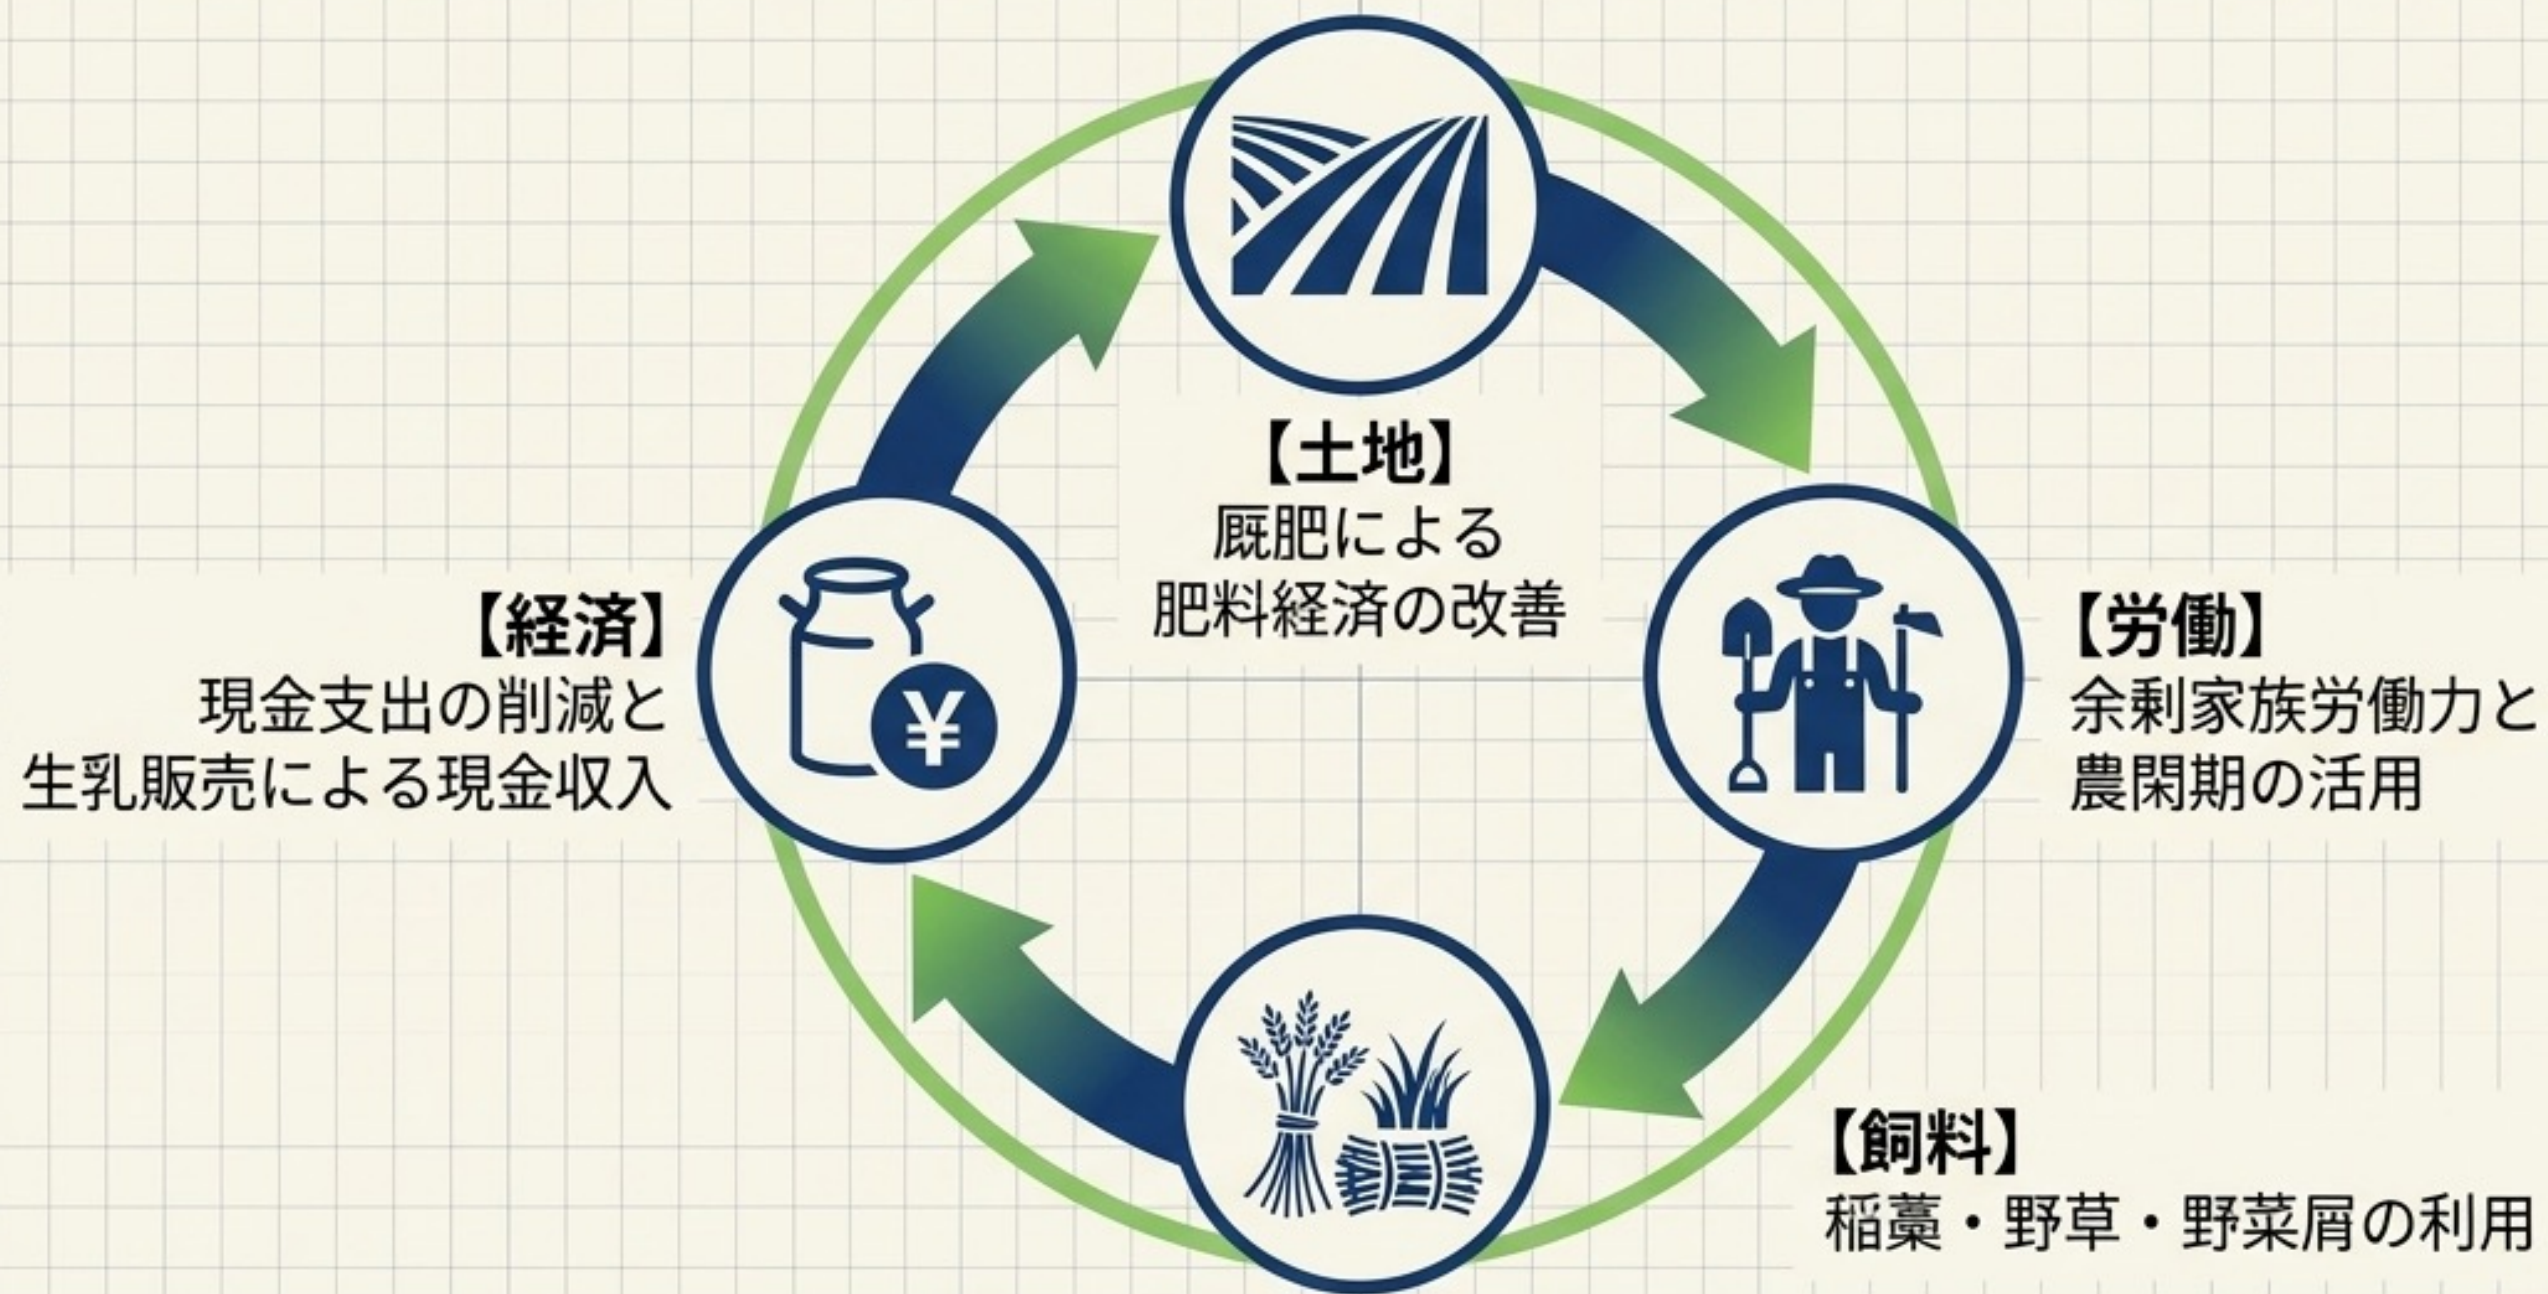 【土地】
厩肥による
肥料経済の改善
【経済】
現金支出の削減と
生乳販売による現金収入
¥
【労働】
余剰家族労働力と
農閑期の活用
【飼料】
稲藁・野草・野菜屑の利用